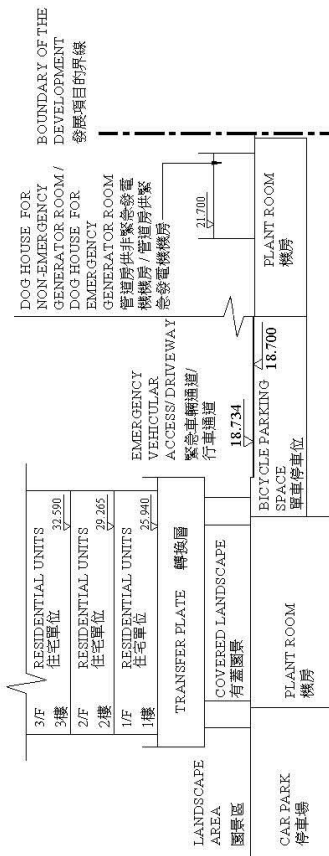 3/F RESIDENTIAL UNITS
3樓 住宅單位
32.590
2/F RESIDENTIAL UNITS
2樓 住宅單位
29.265
1/F RESIDENTIAL UNITS
1樓 住宅單位
25.940
TRANSFER PLATE 轉換層
LANDSCAPE
AREA
園景區
COVERED LANDSCAPE
有蓋園景
CAR PARK
停車場
PLANT ROOM
機房
EMERGENCY
VEHICULAR
ACCESS/DRIVEWAY
緊急車輛通道/
行車通道
18.734
BICYCLE PARKING
SPACE
單車停車位
18.700
DOG HOUSE FOR
NON-EMERGENCY
GENERATOR ROOM /
DOG HOUSE FOR
EMERGENCY
GENERATOR ROOM
管道房供非緊急發電
機機房 / 管道房供緊
急發電機機房
21.700
PLANT ROOM
機房
BOUNDARY OF THE
DEVELOPMENT
發展項目的界線